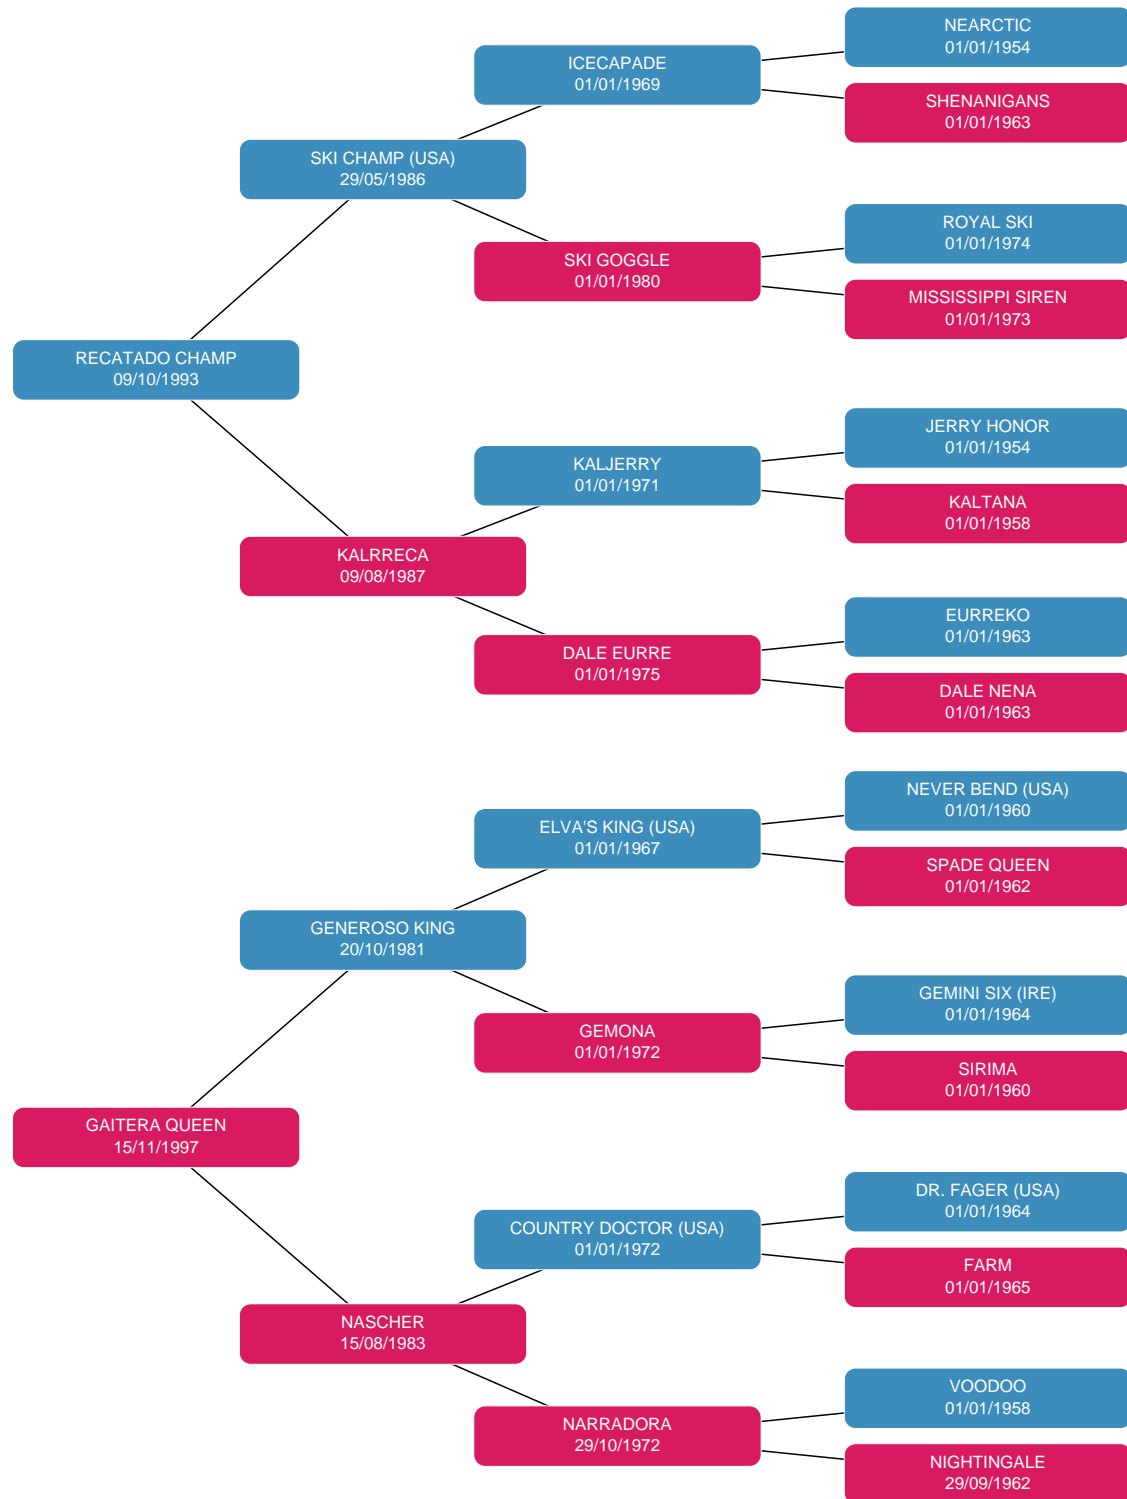 NEARCTIC
01/01/1954
ICECAPADE
01/01/1969
SHENANIGANS
01/01/1963
SKI CHAMP (USA)
29/05/1986
ROYAL SKI
01/01/1974
SKI GOGGLE
01/01/1980
MISSISSIPPI SIREN
01/01/1973
RECATADO CHAMP
09/10/1993
JERRY HONOR
01/01/1954
KALJERRY
01/01/1971
KALTANA
01/01/1958
KALRRECA
09/08/1987
EURREKO
01/01/1963
DALE EURRE
01/01/1975
DALE NENA
01/01/1963
NEVER BEND (USA)
01/01/1960
ELVA'S KING (USA)
01/01/1967
SPADE QUEEN
01/01/1962
GENEROSO KING
20/10/1981
GEMINI SIX (IRE)
01/01/1964
GEMONA
01/01/1972
SIRIMA
01/01/1960
GAITERA QUEEN
15/11/1997
DR. FAGER (USA)
01/01/1964
COUNTRY DOCTOR (USA)
01/01/1972
FARM
01/01/1965
NASCHER
15/08/1983
VOODOO
01/01/1958
NARRADORA
29/10/1972
NIGHTINGALE
29/09/1962